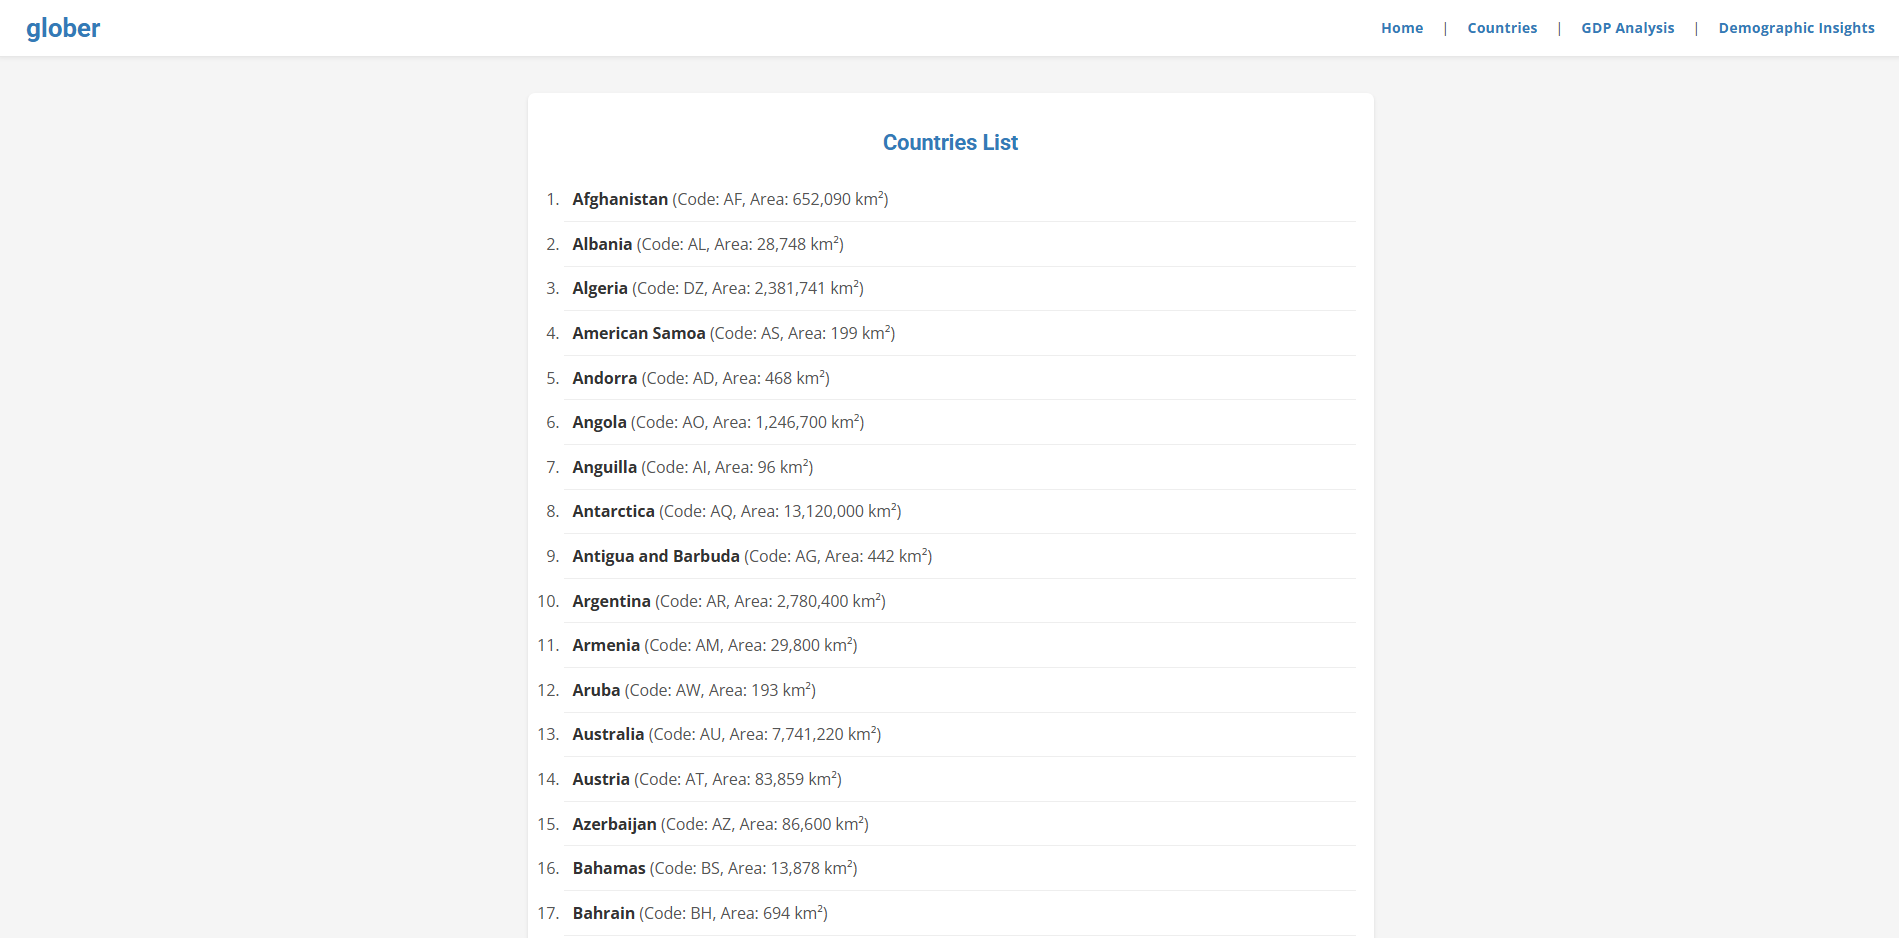 glober
Home | Countries | GDP Analysis | Demographic Insights
Countries List
1. Afghanistan (Code: AF, Area: 652,090 km²)
2. Albania (Code: AL, Area: 28,748 km²)
3. Algeria (Code: DZ, Area: 2,381,741 km²)
4. American Samoa (Code: AS, Area: 199 km²)
5. Andorra (Code: AD, Area: 468 km²)
6. Angola (Code: AO, Area: 1,246,700 km²)
7. Anguilla (Code: AI, Area: 96 km²)
8. Antarctica (Code: AQ, Area: 13,120,000 km²)
9. Antigua and Barbuda (Code: AG, Area: 442 km²)
10. Argentina (Code: AR, Area: 2,780,400 km²)
11. Armenia (Code: AM, Area: 29,800 km²)
12. Aruba (Code: AW, Area: 193 km²)
13. Australia (Code: AU, Area: 7,741,220 km²)
14. Austria (Code: AT, Area: 83,859 km²)
15. Azerbaijan (Code: AZ, Area: 86,600 km²)
16. Bahamas (Code: BS, Area: 13,878 km²)
17. Bahrain (Code: BH, Area: 694 km²)